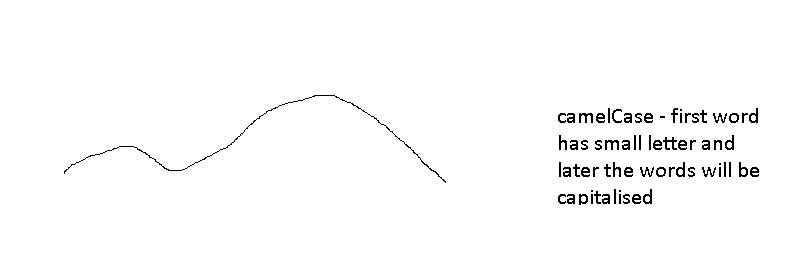 camelCase - first word
has small letter and
later the words will be
capitalised